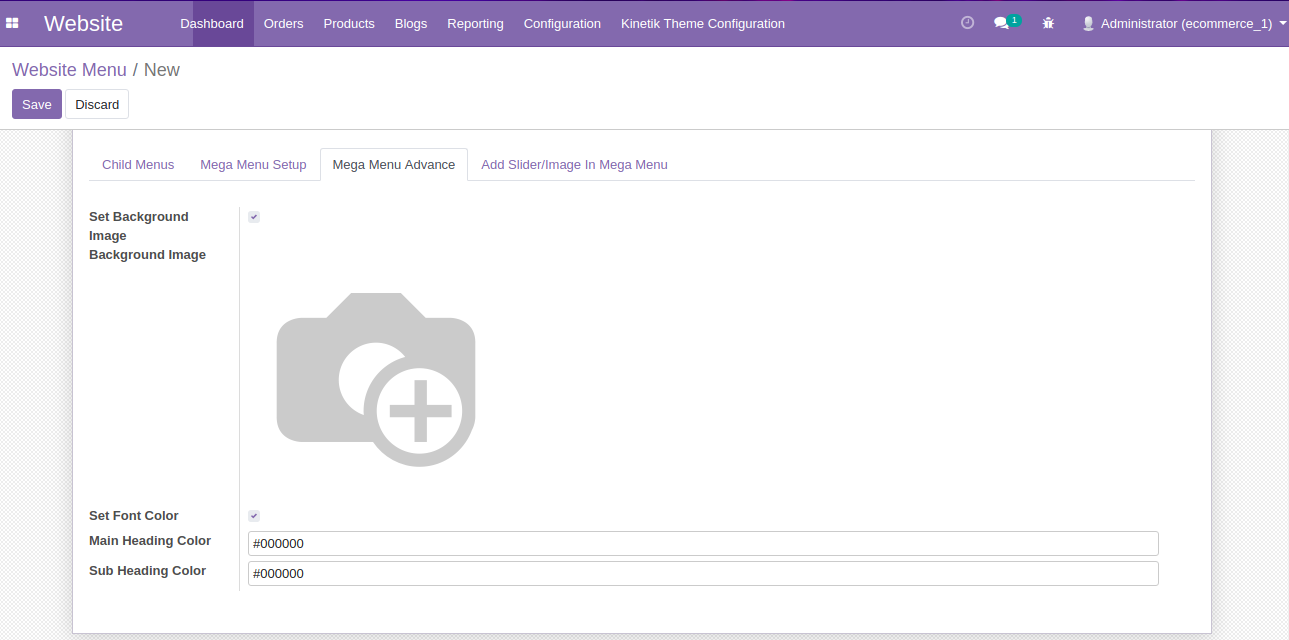 Website Dashboard Orders Products Blogs Reporting Configuration Kinetik Theme Configuration 1 Administrator (ecommerce_1)
Website Menu / New
Save Discard
Child Menus Mega Menu Setup Mega Menu Advance Add Slider/Image In Mega Menu
Set Background
Image
Background Image
Set Font Color
Main Heading Color #000000
Sub Heading Color #000000